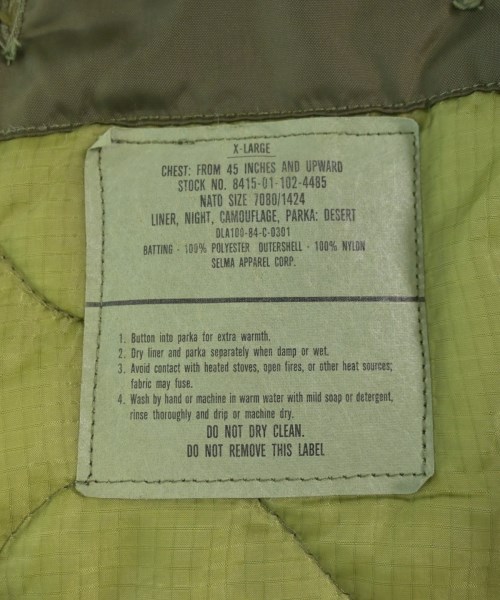 X-LARGE
CHEST: FROM 45 INCHES AND UPWARD
STOCK NO. 8415-01-102-4485
NATO SIZE 7080/1424
LINER, NIGHT, CAMOUFLAGE, PARKA: DESERT
DLA100-84-C-0301
BATTING - 100% POLYESTER OUTERSHELL - 100% NYLON
SELMA APPAREL CORP.
1. Button into parka for extra warmth.
2. Dry liner and parka separately when damp or wet.
3. Avoid contact with heated stoves, open fires, or other heat sources;
fabric may fuse.
4. Wash by hand or machine in warm water with mild soap or detergent,
rinse thoroughly and drip or machine dry.
DO NOT DRY CLEAN.
DO NOT REMOVE THIS LABEL